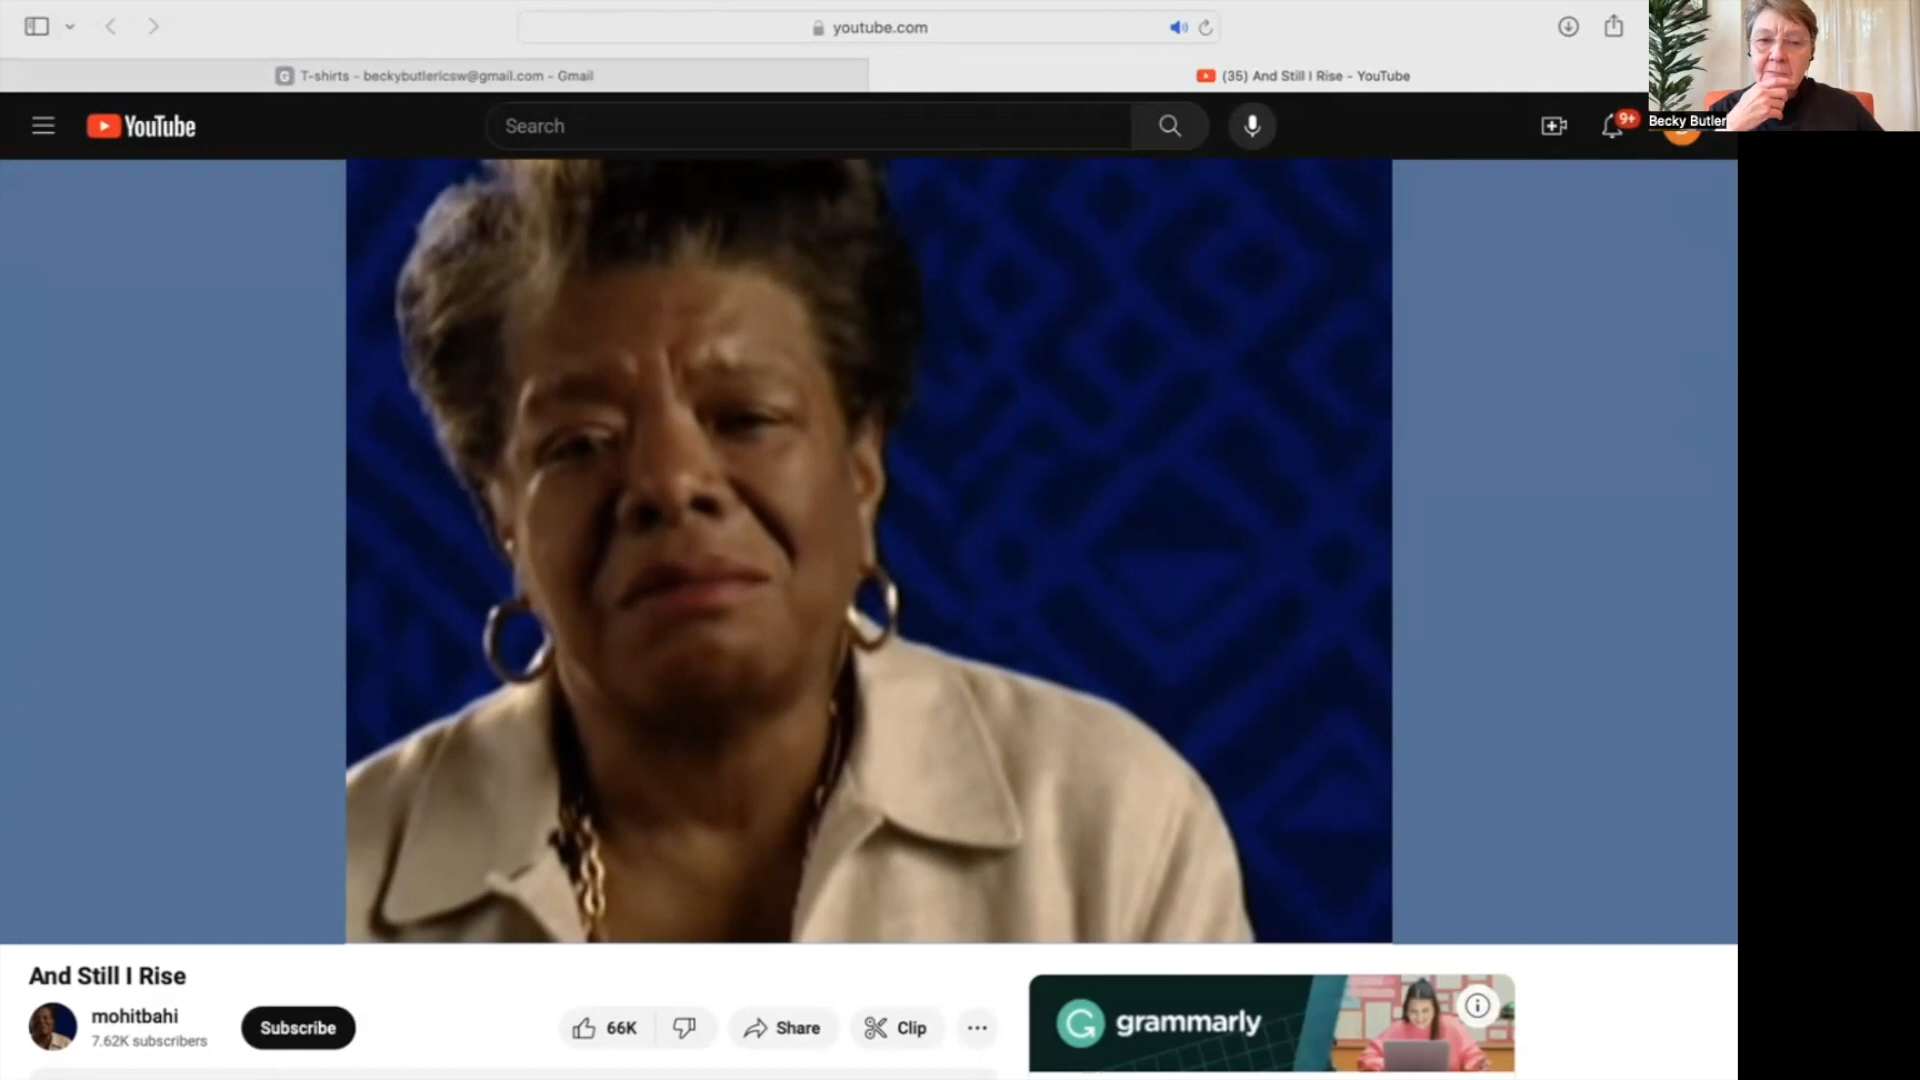 youtube.com
T-shirts - beckybutlerlcsw@gmail.com - Gmail
(35) And Still I Rise - YouTube
YouTube
Search
9+
Becky Butler
And Still I Rise
mohitbahi
7.62K subscribers
Subscribe
66K
Share
Clip
grammarly